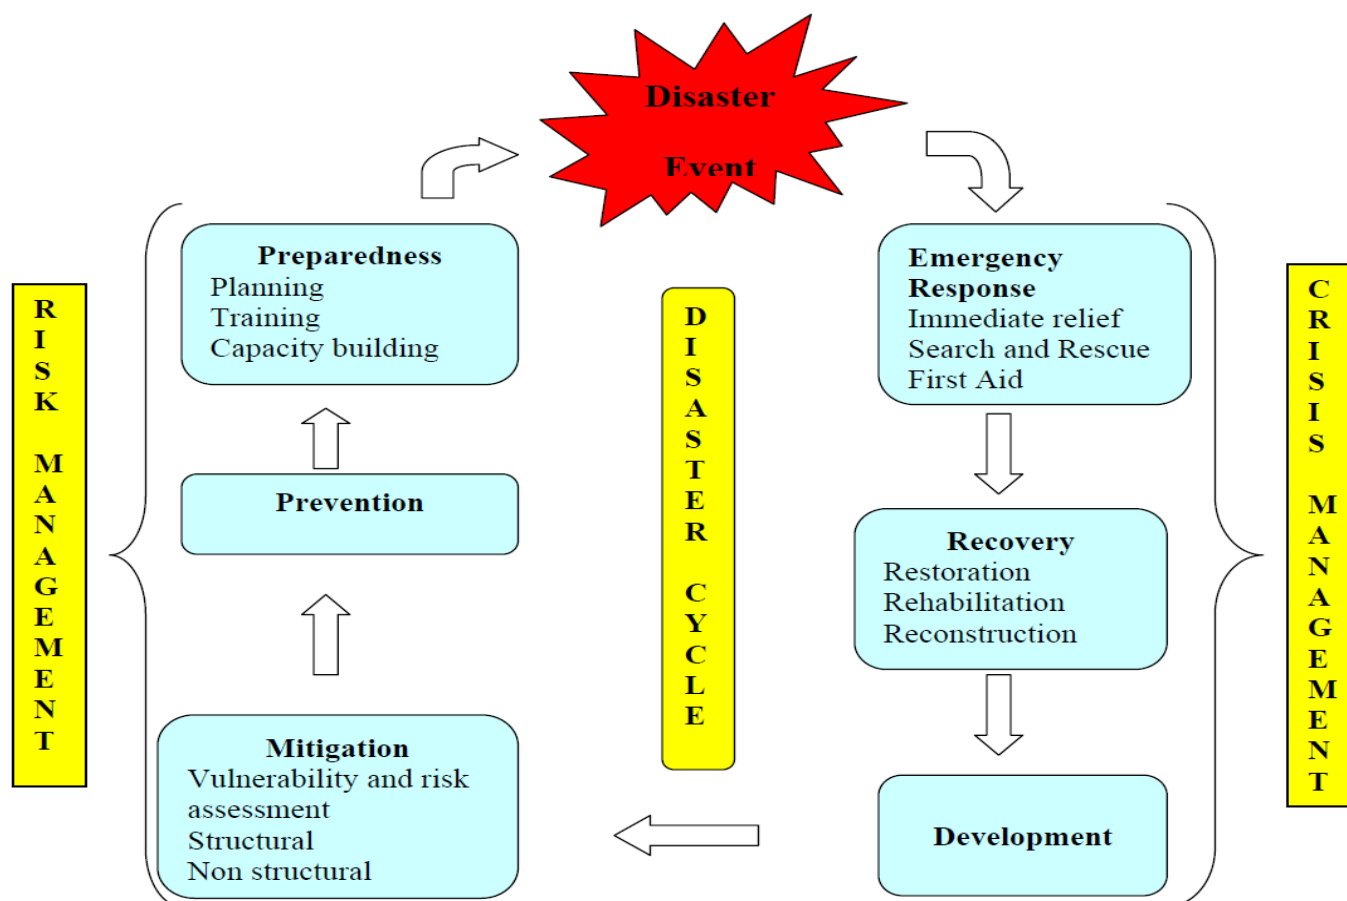 Disaster
Event
Preparedness
Planning
Training
Capacity building
Emergency
Response
Immediate relief
Search and Rescue
First Aid
RISK MANAGEMENT
DISASTER CYCLE
CRISIS MANAGEMENT
Prevention
Recovery
Restoration
Rehabilitation
Reconstruction
Mitigation
Vulnerability and risk
assessment
Structural
Non structural
Development